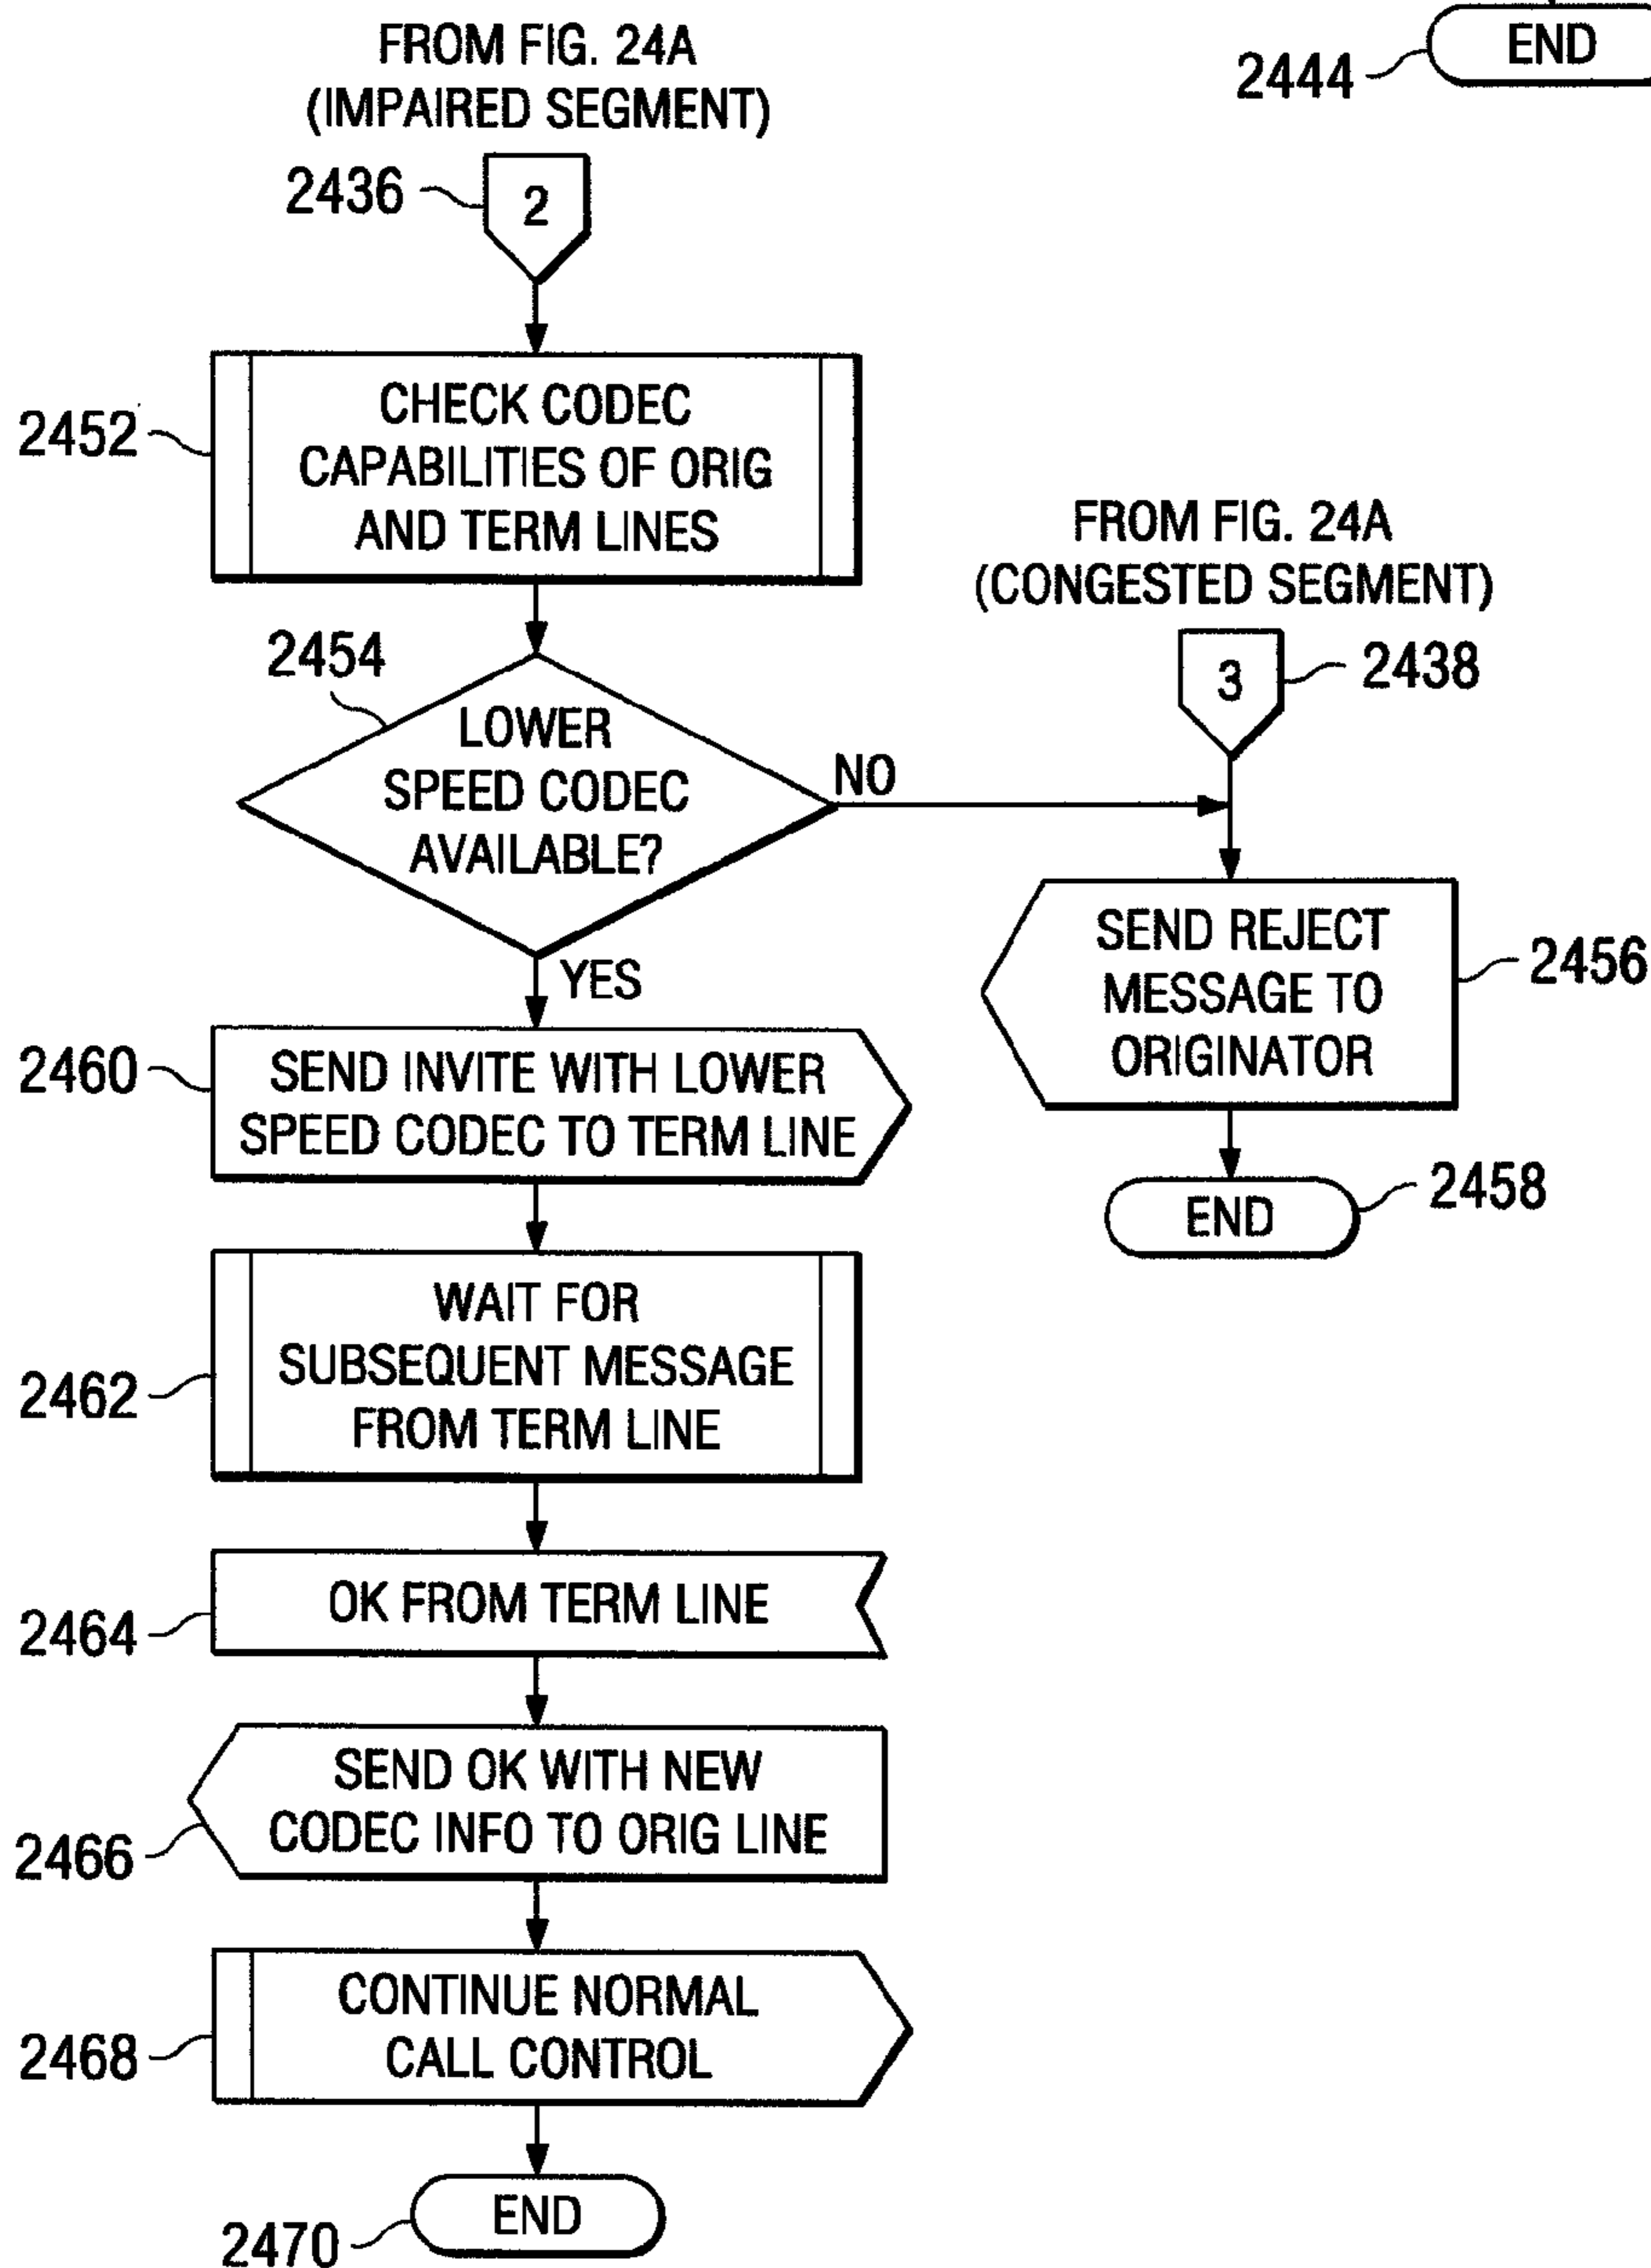 FROM FIG. 24A
(IMPAIRED SEGMENT)
2436
2
END
2444
2452
CHECK CODEC
CAPABILITIES OF ORIG
AND TERM LINES
2454
LOWER
SPEED CODEC
AVAILABLE?
NO
YES
FROM FIG. 24A
(CONGESTED SEGMENT)
3
2438
SEND REJECT
MESSAGE TO
ORIGINATOR
2456
END
2458
2460
SEND INVITE WITH LOWER
SPEED CODEC TO TERM LINE
2462
WAIT FOR
SUBSEQUENT MESSAGE
FROM TERM LINE
2464
OK FROM TERM LINE
2466
SEND OK WITH NEW
CODEC INFO TO ORIG LINE
2468
CONTINUE NORMAL
CALL CONTROL
2470
END